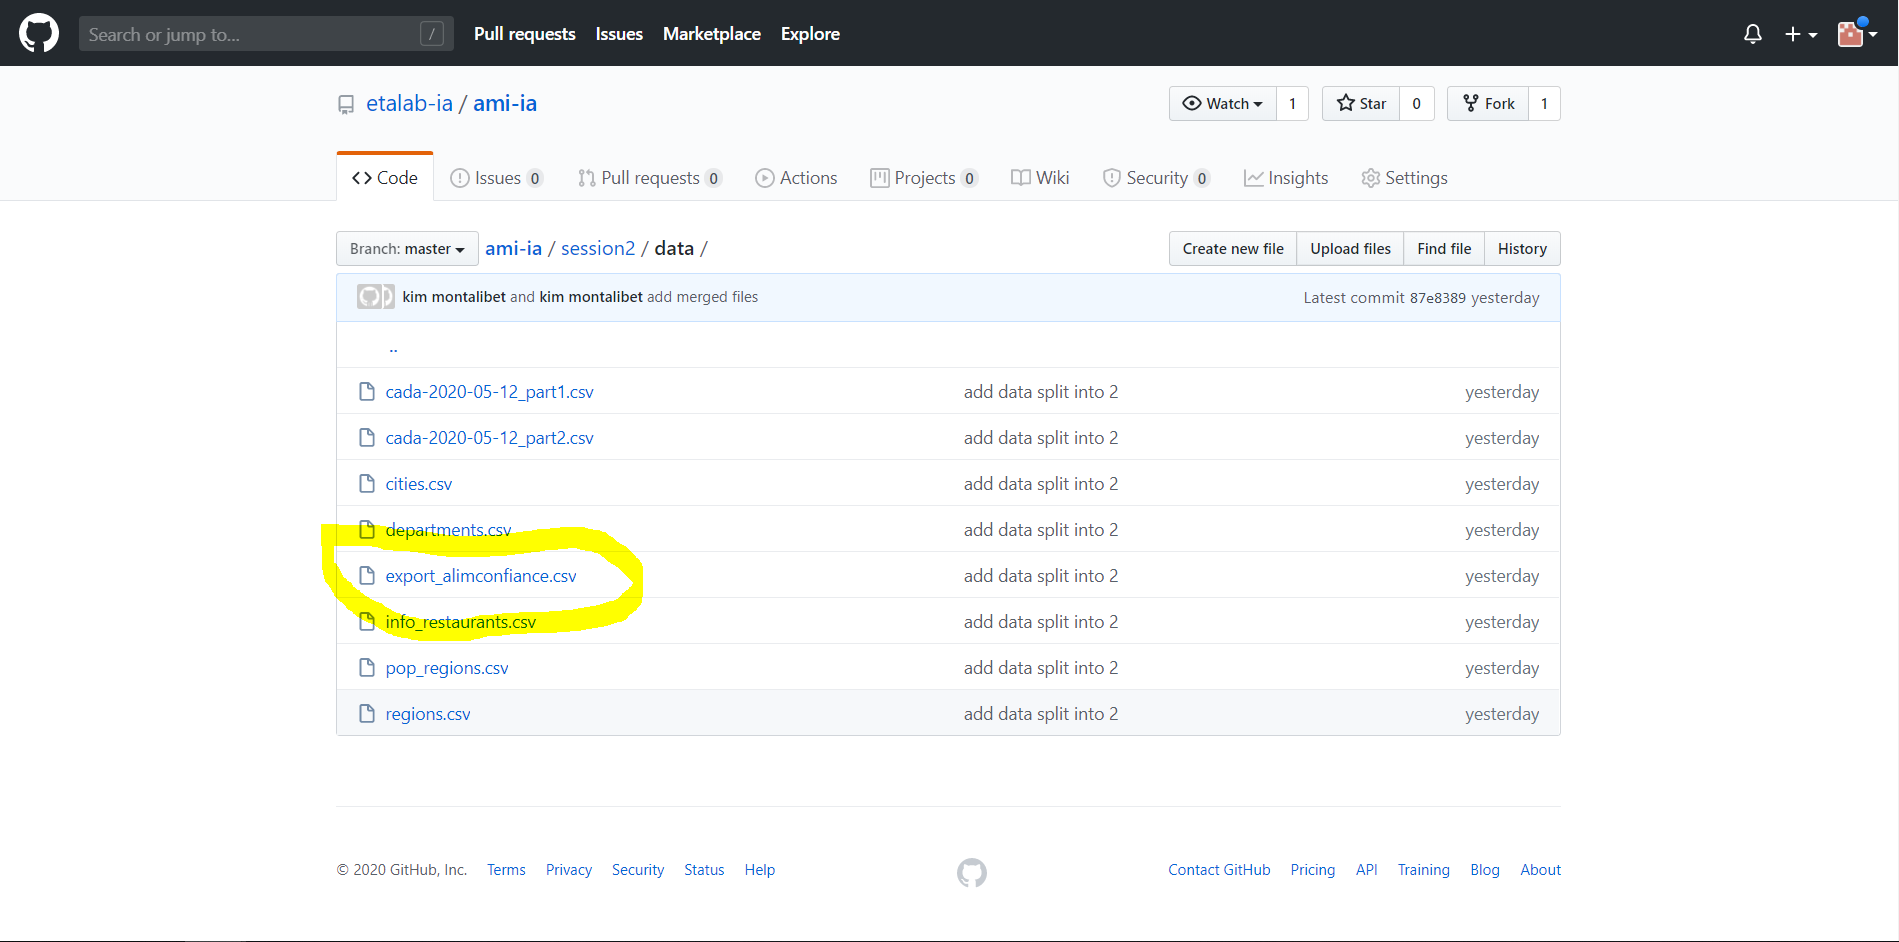 Search or jump to... / Pull requests Issues Marketplace Explore
etalab-ia / ami-ia Watch 1 Star 0 Fork 1
Code Issues 0 Pull requests 0 Actions Projects 0 Wiki Security 0 Insights Settings
Branch: master ami-ia / session2 / data / Create new file Upload files Find file History
kim montalibet and kim montalibet add merged files Latest commit 87e8389 yesterday
..
cada-2020-05-12_part1.csv add data split into 2 yesterday
cada-2020-05-12_part2.csv add data split into 2 yesterday
cities.csv add data split into 2 yesterday
departments.csv add data split into 2 yesterday
export_alimconfiance.csv add data split into 2 yesterday
info_restaurants.csv add data split into 2 yesterday
pop_regions.csv add data split into 2 yesterday
regions.csv add data split into 2 yesterday
© 2020 GitHub, Inc. Terms Privacy Security Status Help Contact GitHub Pricing API Training Blog About